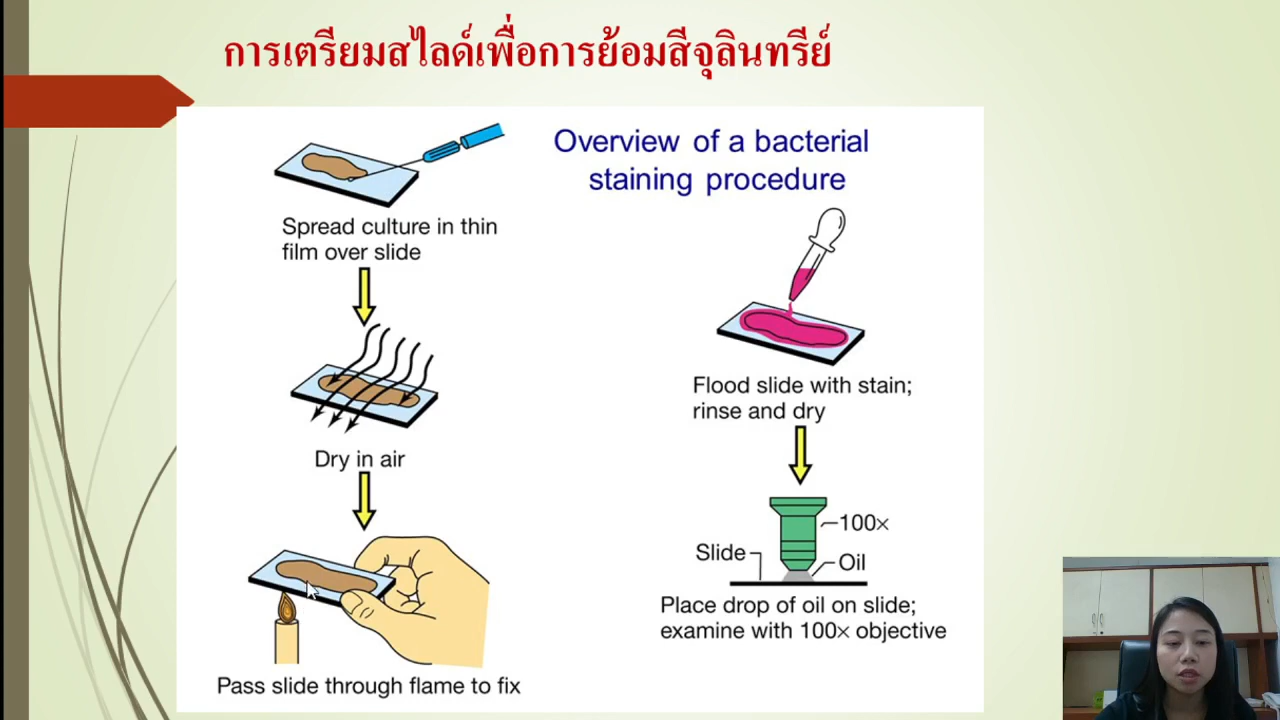 การเตรียมสไลด์เพื่อการย้อมสีจุลินทรีย์
Overview of a bacterial
staining procedure
Spread culture in thin
film over slide
Dry in air
Pass slide through flame to fix
Flood slide with stain;
rinse and dry
100×
Slide
Oil
Place drop of oil on slide;
examine with 100× objective